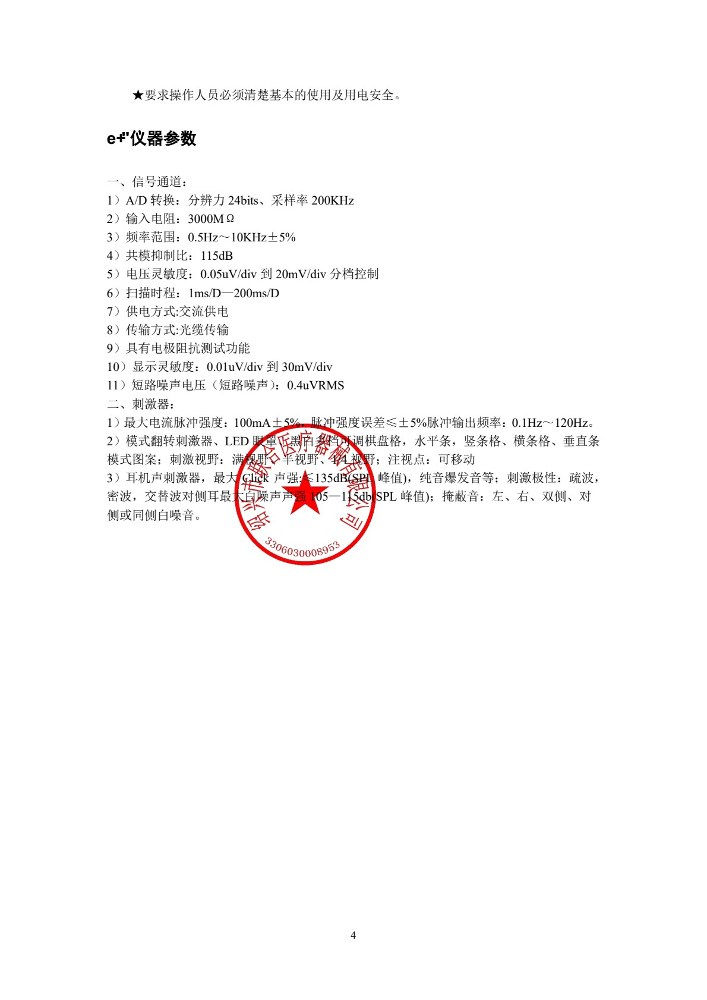 ★要求操作人员必须清楚基本的使用及用电安全。
仪器参数
一、信号通道：
1）A/D 转换：分辨力 24bits、采样率 200KHz
2）输入电阻：3000MΩ
3）频率范围：0.5Hz～10KHz±5%
4）共模抑制比：115dB
5）电压灵敏度：0.05uV/div 到 20mV/div 分档控制
6）扫描时程：1ms/D—200ms/D
7）供电方式:交流供电
8）传输方式:光缆传输
9）具有电极阻抗测试功能
10）显示灵敏度：0.01uV/div 到 30mV/div
11）短路噪声电压（短路噪声）：0.4uVRMS
二、刺激器：
1）最大电流脉冲强度：100mA±5%，脉冲强度误差≤±5%脉冲输出频率：0.1Hz～120Hz。
2）模式翻转刺激器、LED 眼罩、黑白多档可调棋盘格，水平条，竖条格、横条格、垂直条
模式图案；刺激视野：满视野、半视野、1/4 视野；注视点：可移动
3）耳机声刺激器，最大 Click 声强:≤135dB(SPL 峰值)，纯音爆发音等；刺激极性：疏波，
密波，交替波对侧耳最大白噪声声强 105—115db(SPL 峰值)；掩蔽音：左、右、双侧、对
侧或同侧白噪音。
绍兴市联合医疗器械有限公司
3306030008953
4